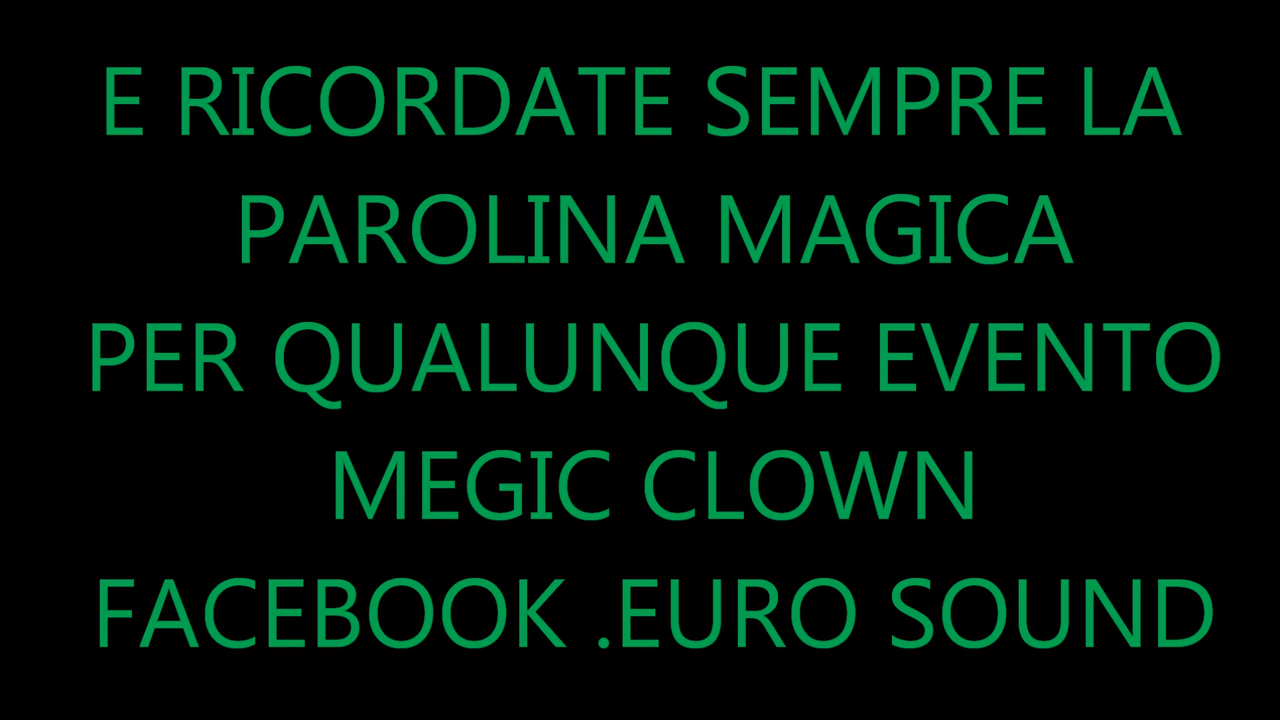 E RICORDATE SEMPRE LA
PAROLINA MAGICA
PER QUALUNQUE EVENTO
MEGIC CLOWN
FACEBOOK .EURO SOUND